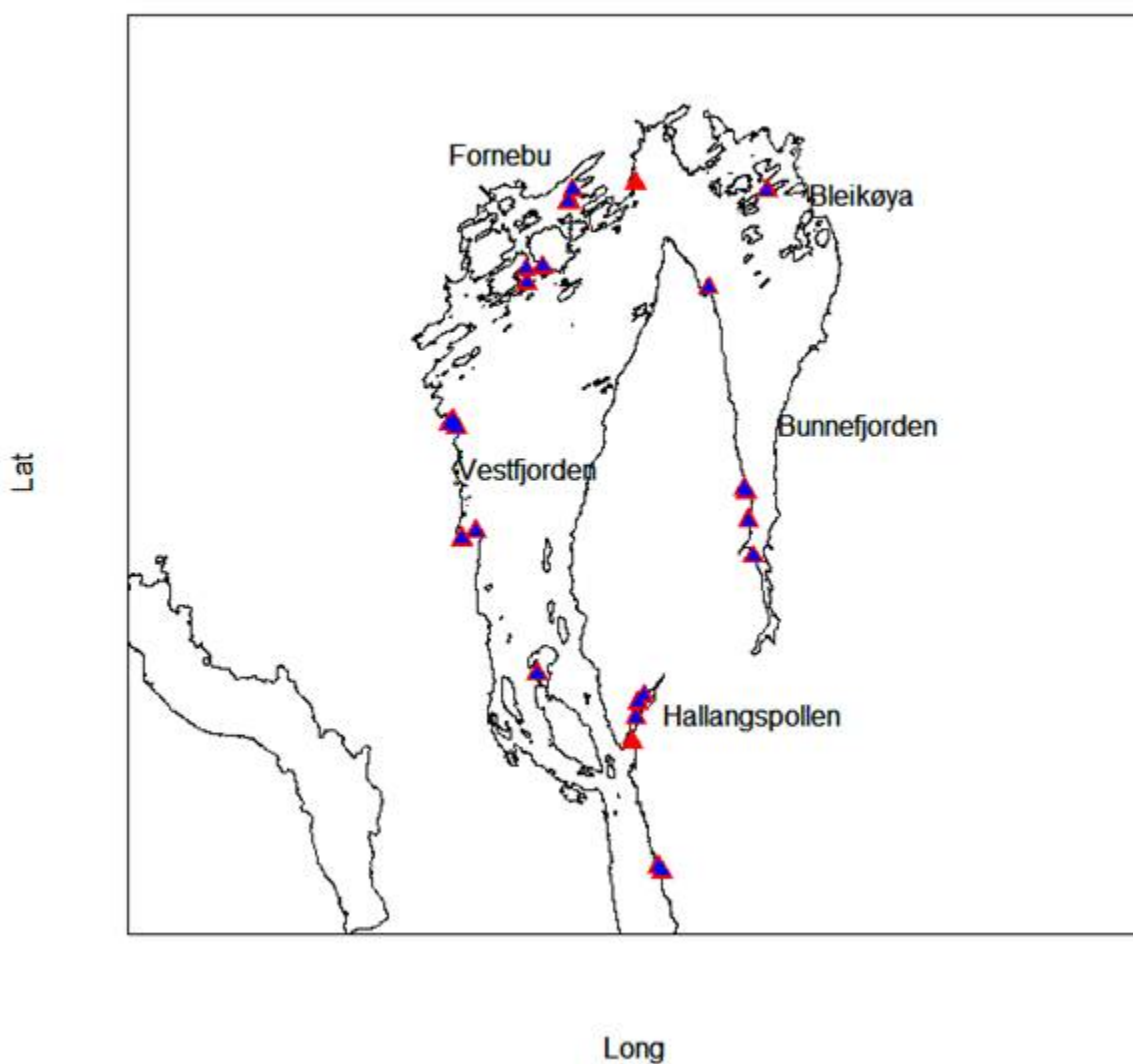 Fornebu
Bleikøya
Bunnefjorden
Vestfjorden
Hallangspollen
Lat
Long